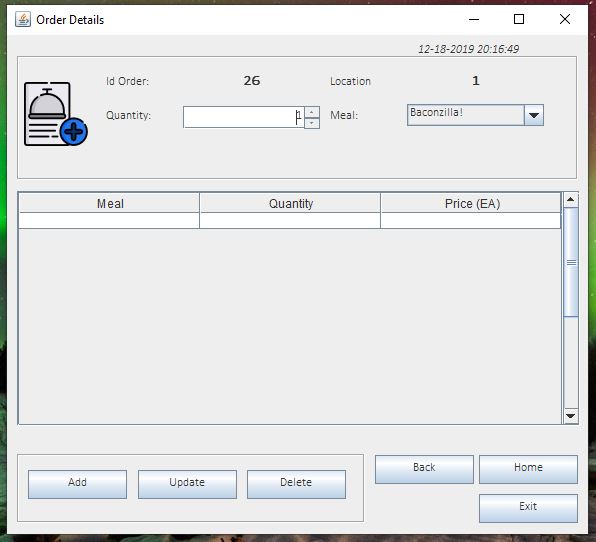 Order Details
12-18-2019 20:16:49
Id Order: 26 Location 1
Quantity: 1 Meal: Baconzilla!
Meal Quantity Price (EA)
Add Update Delete Back Home
Exit